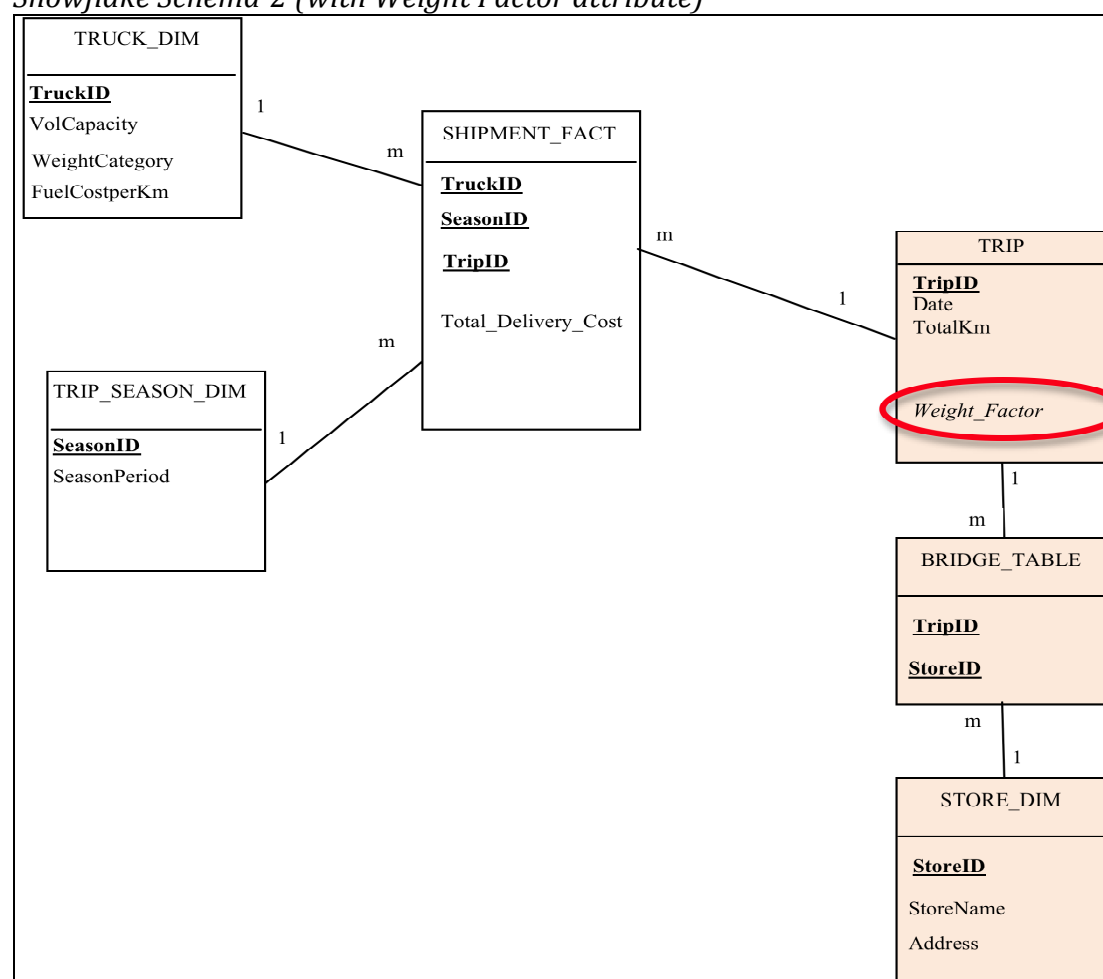 Snowflake Schema-2 (with Weight Factor attribute)
TRUCK_DIM
TruckID
VolCapacity
WeightCategory
FuelCostperKm
1
m
SHIPMENT_FACT
TruckID
SeasonID
TripID
Total_Delivery_Cost
m
1
TRIP
TripID
Date
TotalKm
Weight_Factor
m
1
TRIP_SEASON_DIM
SeasonID
SeasonPeriod
1
m
BRIDGE_TABLE
TripID
StoreID
m
1
STORE_DIM
StoreID
StoreName
Address